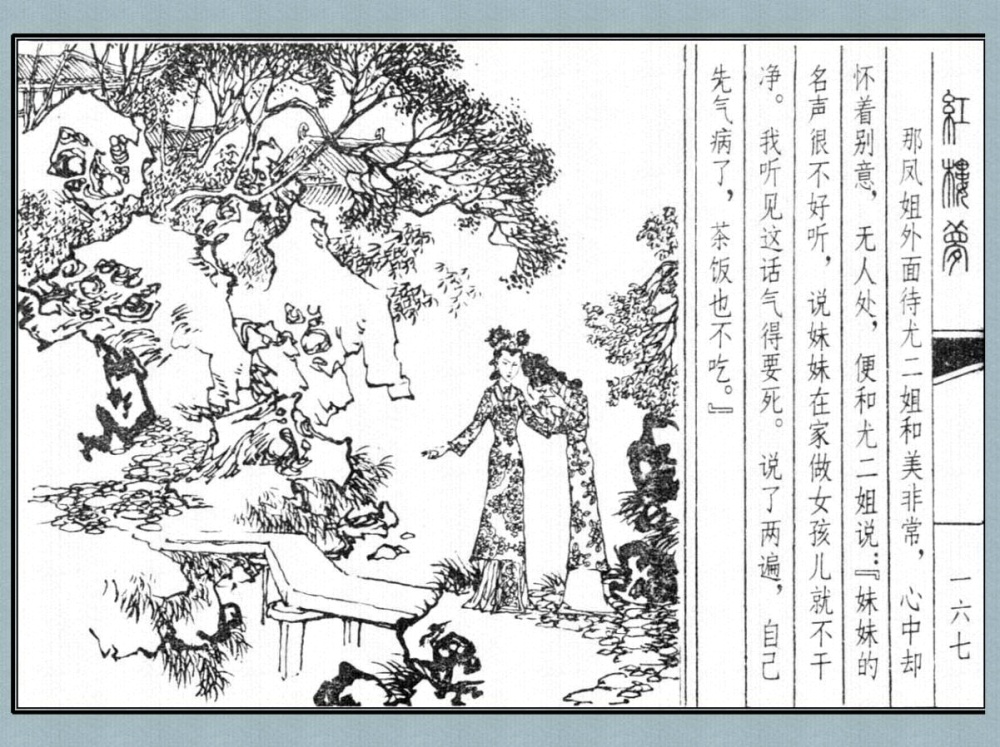 紅樓夢
一六七
那凤姐外面待尤二姐和美非常，心中却
怀着别意，无人处，便和尤二姐说：『妹妹的
名声很不好听，说妹妹在家做女孩儿就不干
净。我听见这话气得要死。说了两遍，自己
先气病了，茶饭也不吃。』